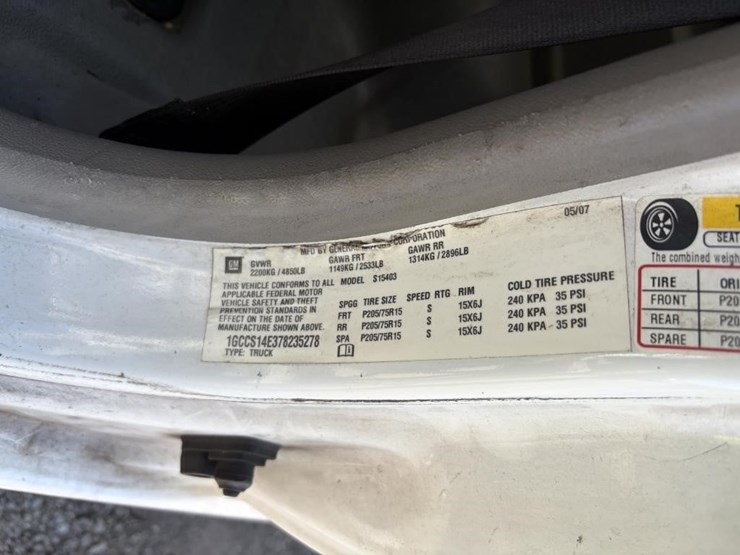 05/07
MFD BY GENERAL MOTORS CORPORATION
GM GVWR GAWR FRT GAWR RR
2200KG / 4850LB 1149KG / 2533LB 1314KG / 2896LB
THIS VEHICLE CONFORMS TO ALL MODEL S15403
APPLICABLE FEDERAL MOTOR
VEHICLE SAFETY AND THEFT
PREVENTION STANDARDS IN
EFFECT ON THE DATE OF
MANUFACTURE SHOWN ABOVE.
1GCCS14E378235278
TYPE: TRUCK
SPGG TIRE SIZE SPEED RTG RIM COLD TIRE PRESSURE
FRT P205/75R15 S 15X6J 240 KPA 35 PSI
RR P205/75R15 S 15X6J 240 KPA 35 PSI
SPA P205/75R15 S 15X6J 240 KPA 35 PSI
T
SEAT
The combined weigh
TIRE ORI
FRONT P20
REAR P20
SPARE P20